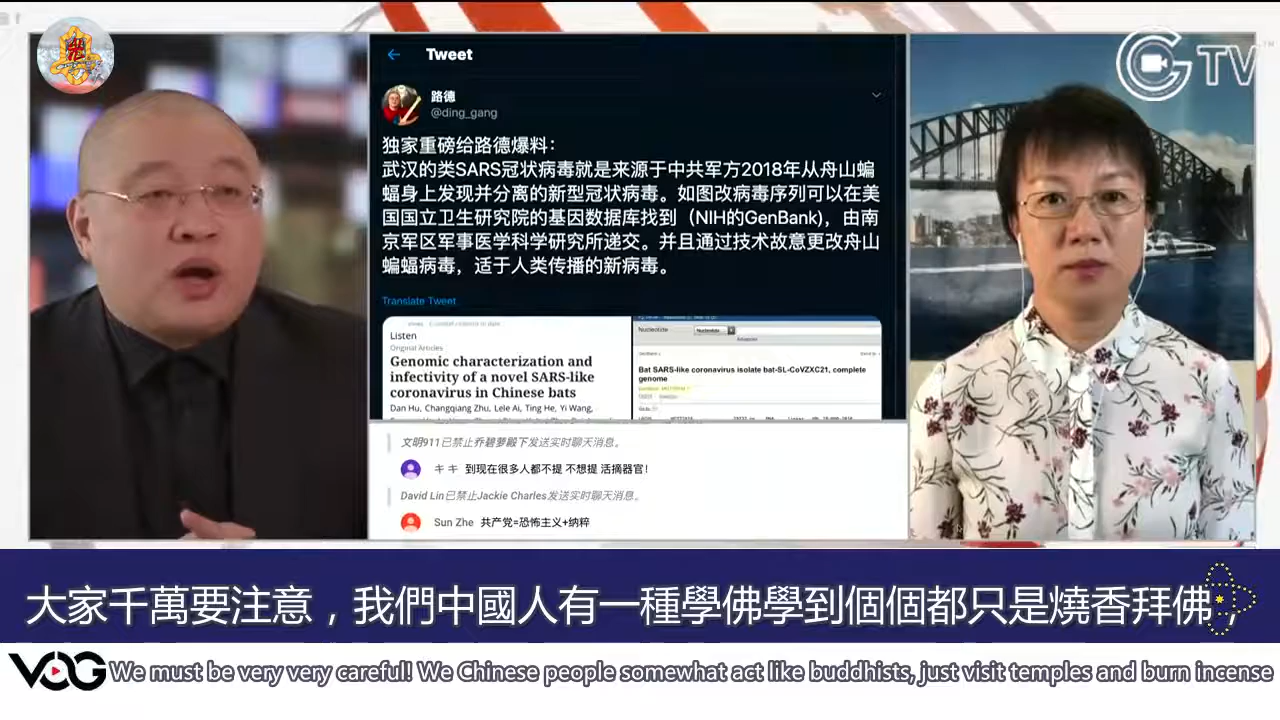 Tweet
路德
@ding_gang
独家重磅给路德爆料：
武汉的类SARS冠状病毒就是来源于中共军方2018年从舟山蝙
蝠身上发现并分离的新型冠状病毒。如图改病毒序列可以在美
国国立卫生研究院的基因数据库找到（NIH的GenBank)，由南
京军区军事医学科学研究所递交。并且通过技术故意更改舟山
蝙蝠病毒，适于人类传播的新病毒。
Translate Tweet
Listen
Original Articles
Genomic characterization and
infectivity of a novel SARS-like
coronavirus in Chinese bats
Dan Hu, Changqiang Zhu, Lele Ai, Ting He, Yi Wang,
Nucleotide
Nucleotide
Advanced
GenBank
Send to
Bat SARS-like coronavirus isolate bat-SL-CoVZXC21, complete
genome
Go to:
文明911已禁止乔碧萝殿下发送实时聊天消息。
キ キ 到现在很多人都不提 不想提 活摘器官！
David Lin已禁止Jackie Charles发送实时聊天消息。
Sun Zhe 共产党=恐怖主义+纳粹
GTV
大家千萬要注意，我們中國人有一種學佛學到個個都只是燒香拜佛，
VOG We must be very very careful! We Chinese people somewhat act like buddhists, just visit temples and burn incense